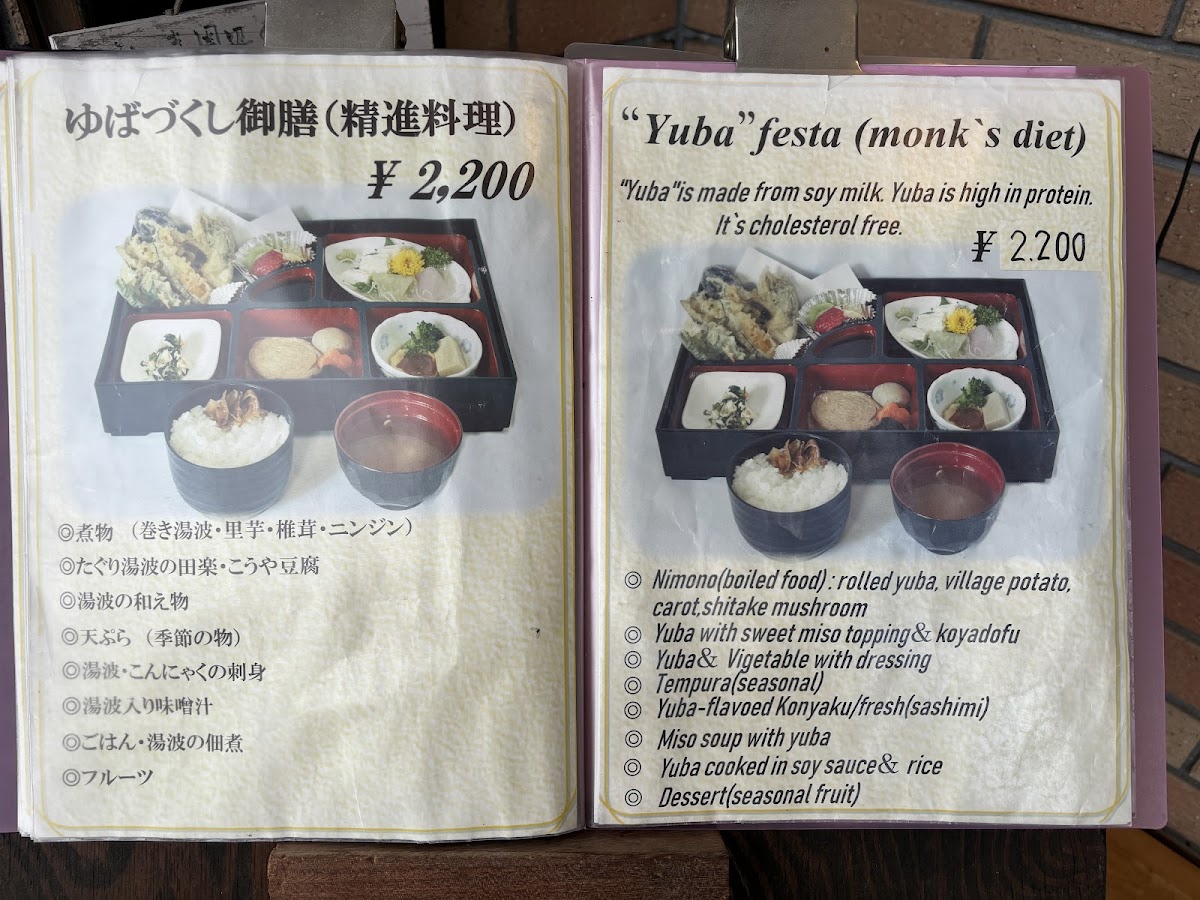 ゆばづくし御膳(精進料理)
¥ 2,200
◎煮物 (巻き湯波・里芋・椎茸・ニンジン)
◎たぐり湯波の田楽・こうや豆腐
◎湯波の和え物
◎天ぷら (季節の物)
◎湯波・こんにゃくの刺身
◎湯波入り味噌汁
◎ごはん・湯波の佃煮
◎フルーツ
“Yuba” festa (monk`s diet)
"Yuba"is made from soy milk. Yuba is high in protein.
It`s cholesterol free.
¥ 2.200
◎ Nimono(boiled food) : rolled yuba, village potato,
carot,shitake mushroom
◎ Yuba with sweet miso topping& koyadofu
◎ Yuba& Vigetable with dressing
◎ Tempura(seasonal)
◎ Yuba-flavoed Konyaku/fresh(sashimi)
◎ Miso soup with yuba
◎ Yuba cooked in soy sauce& rice
◎ Dessert(seasonal fruit)